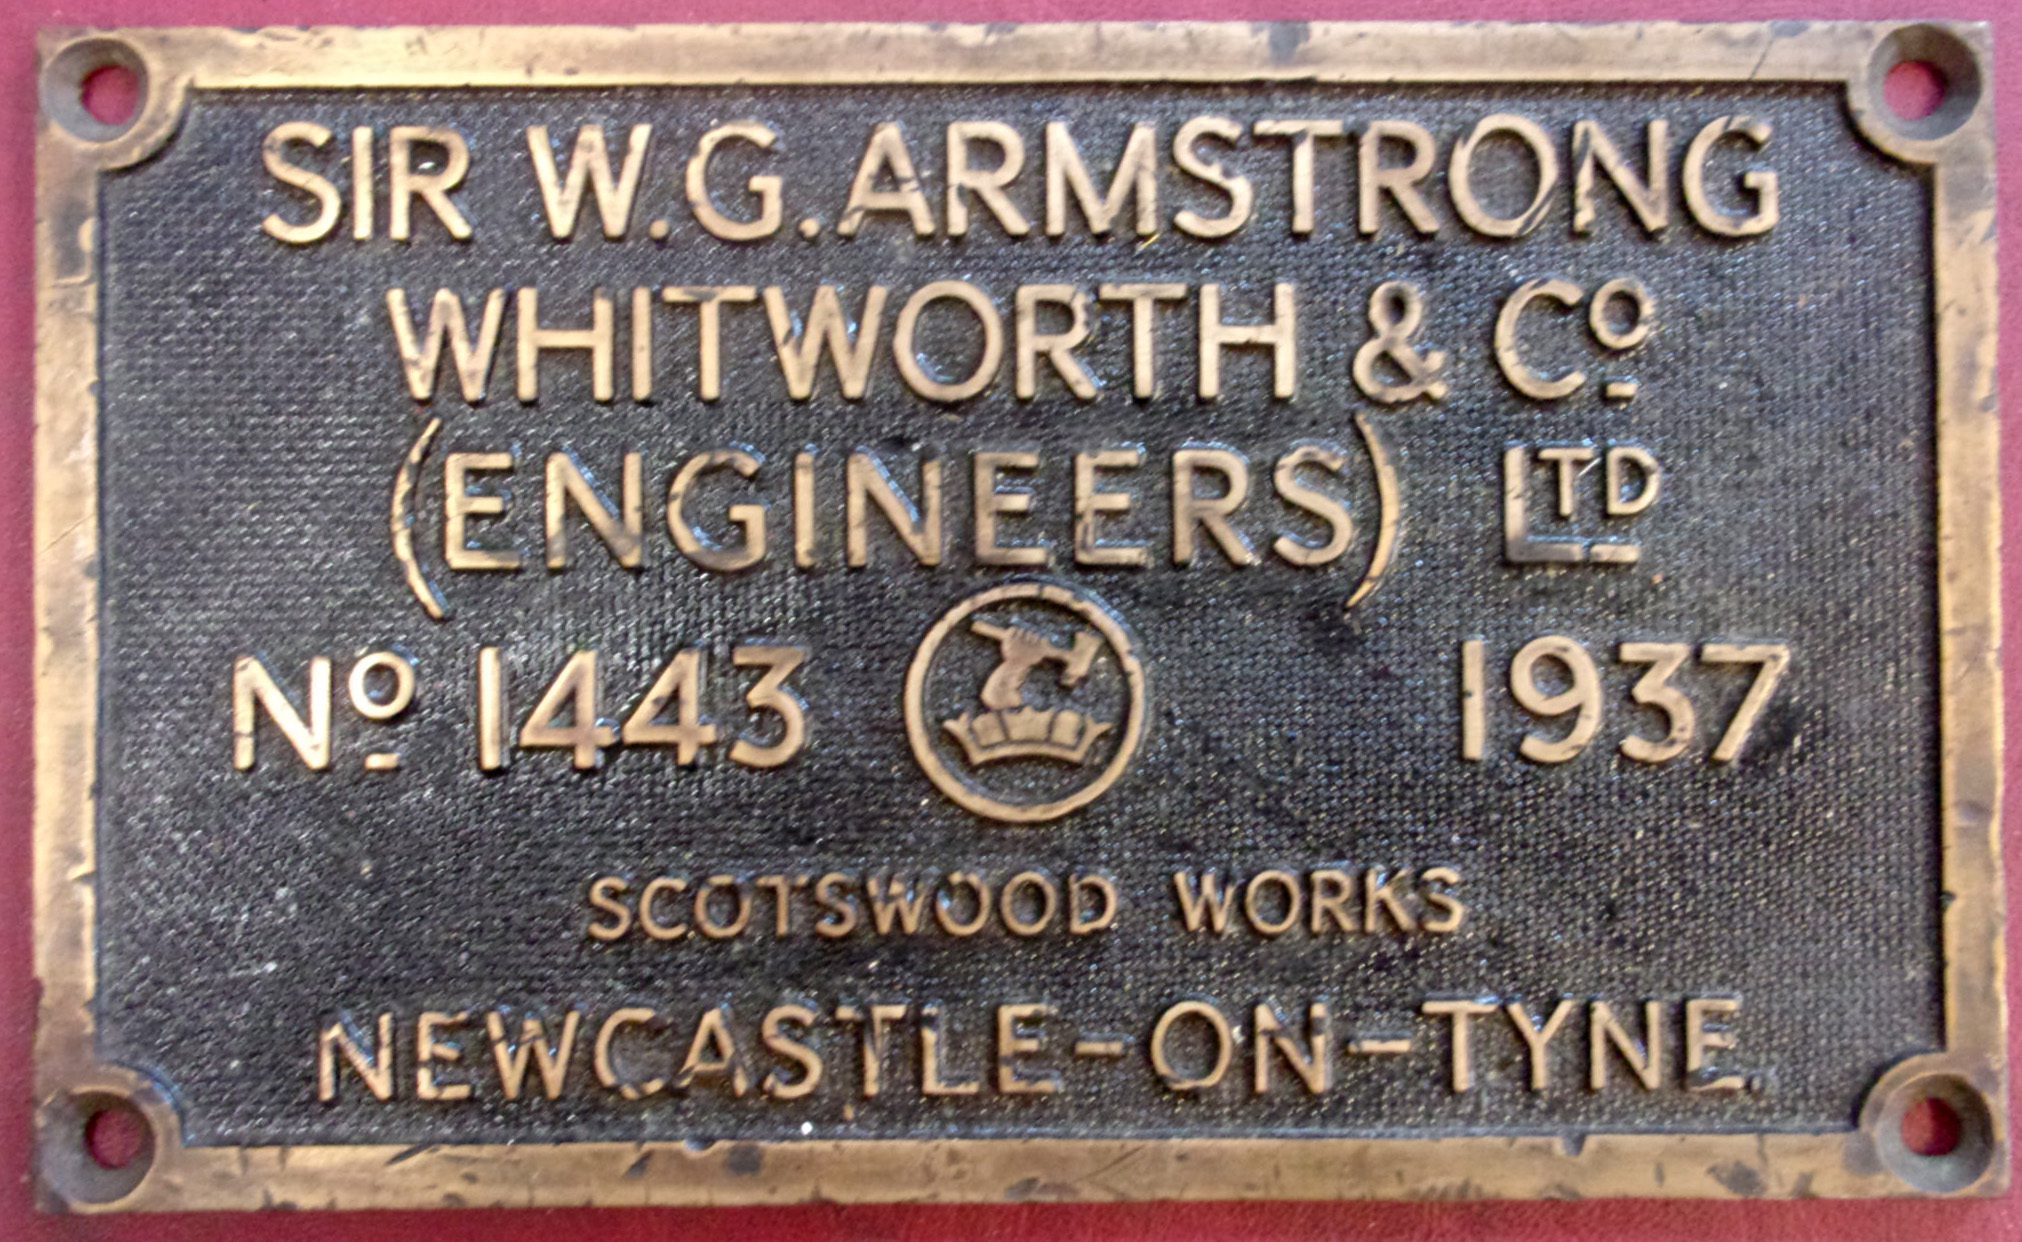 SIR W.G. ARMSTRONG
WHITWORTH & Cº
(ENGINEERS) LTD
Nº 1443 1937
SCOTSWOOD WORKS
NEWCASTLE-ON-TYNE